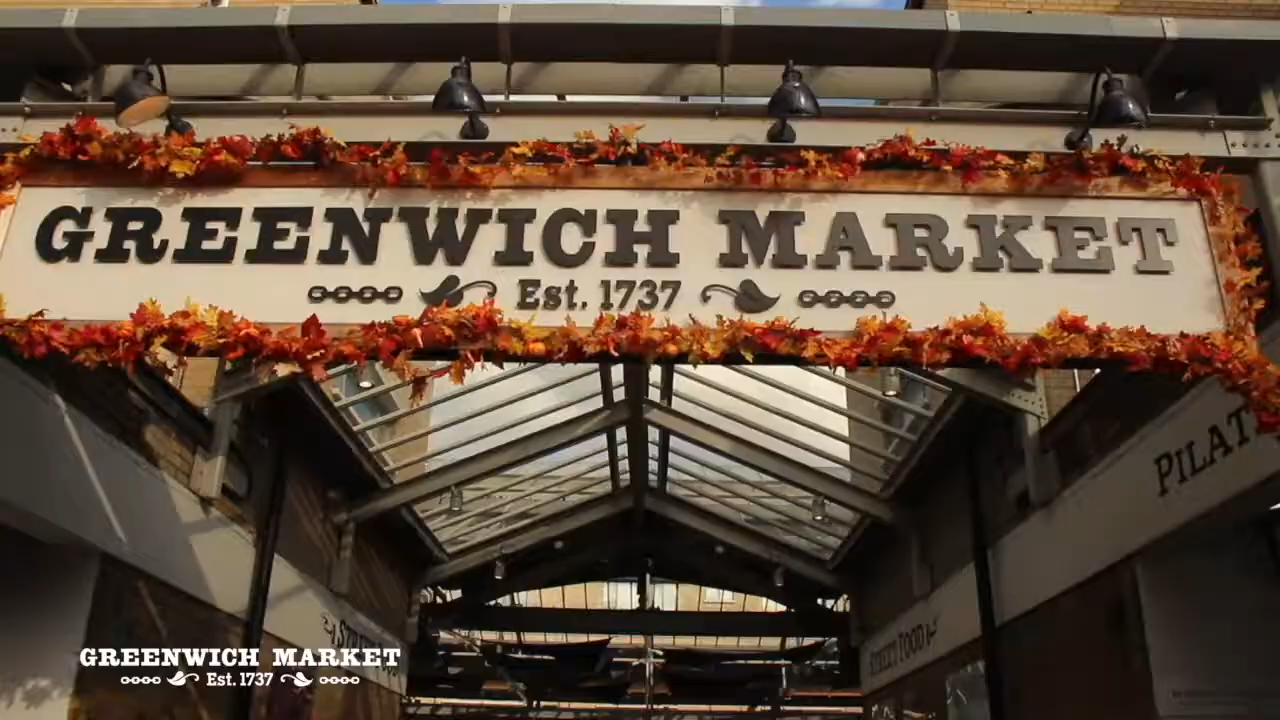 GREENWICH MARKET
Est. 1737
PILAT
STREET FOOD
GREENWICH MARKET
Est. 1737